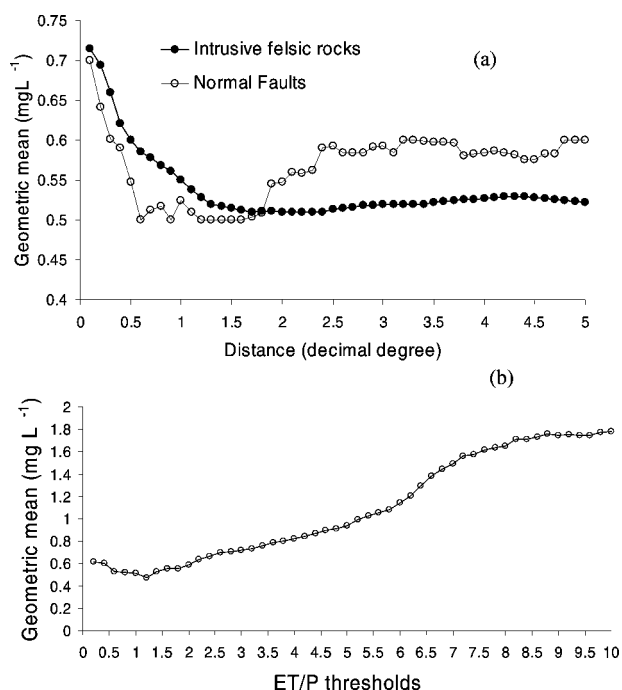 (a)
Geometric mean (mgL⁻¹)
0.75
0.7
0.65
0.6
0.55
0.5
0.45
0.4
Intrusive felsic rocks
Normal Faults
0 0.5 1 1.5 2 2.5 3 3.5 4 4.5 5
Distance (decimal degree)
(b)
Geometric mean (mg L⁻¹)
2
1.8
1.6
1.4
1.2
1
0.8
0.6
0.4
0.2
0
0 0.5 1 1.5 2 2.5 3 3.5 4 4.5 5 5.5 6 6.5 7 7.5 8 8.5 9 9.5 10
ET/P thresholds